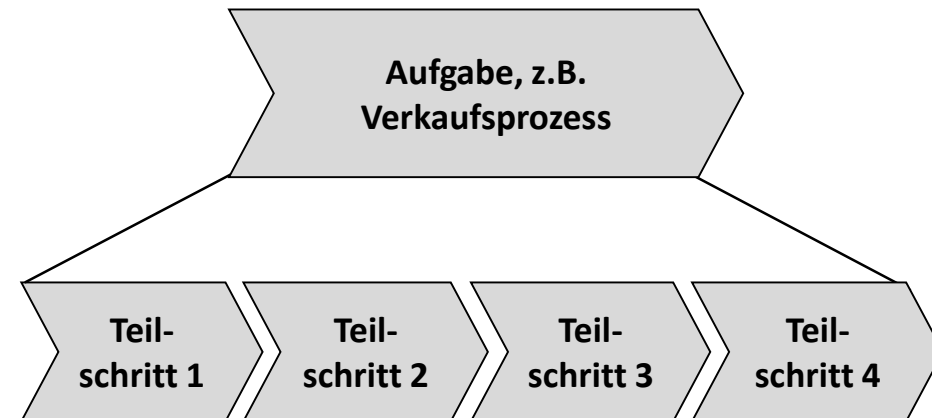 Aufgabe, z.B.
Verkaufsprozess
Teil-
schritt 1
Teil-
schritt 2
Teil-
schritt 3
Teil-
schritt 4